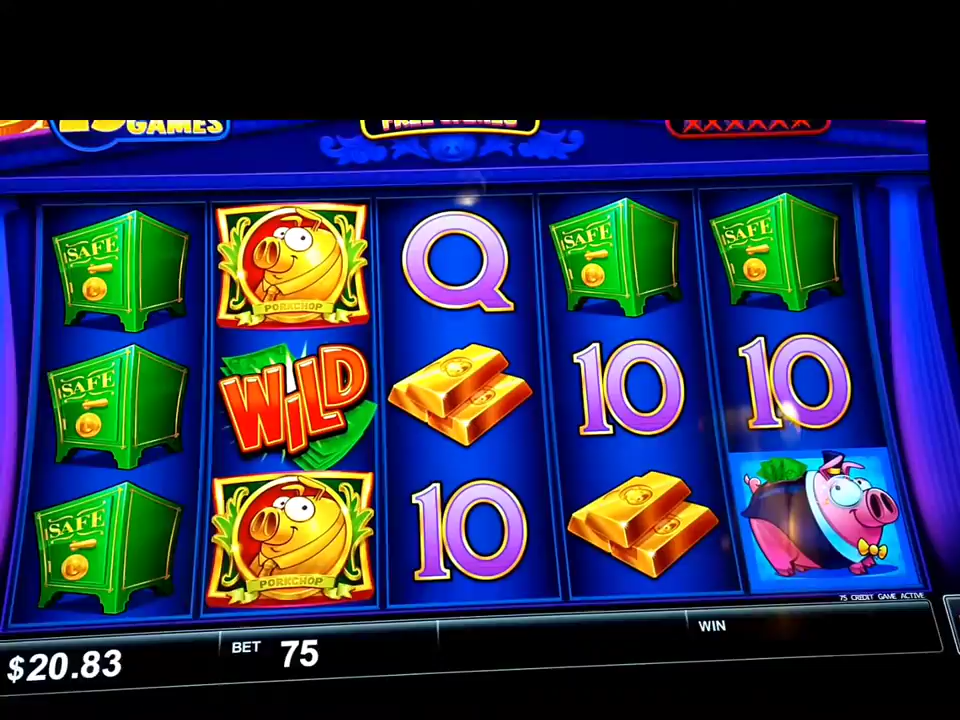 GAMES
SAFE
PORKCHOP
Q
SAFE
SAFE
SAFE
WILD
10
10
SAFE
PORKCHOP
10
75 CREDIT GAME ACTIVE
$20.83
BET 75
WIN